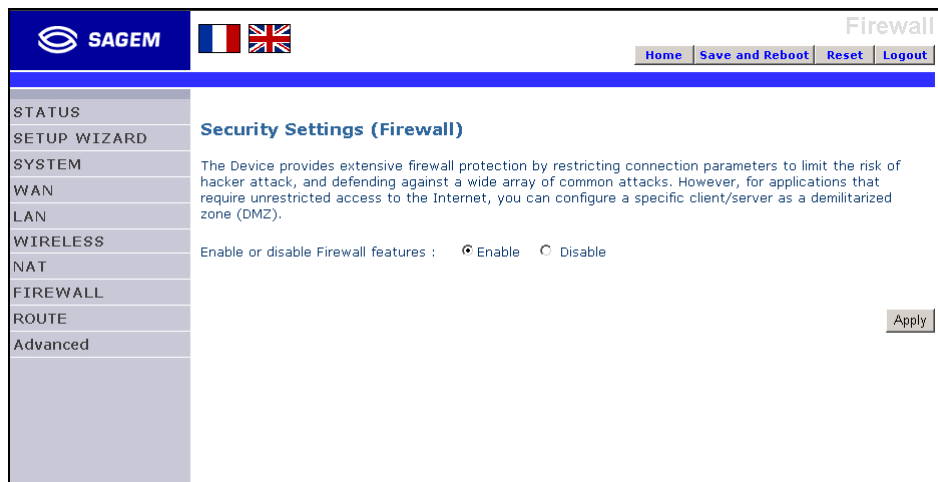 SAGEM
Firewall
Home Save and Reboot Reset Logout
STATUS
SETUP WIZARD
SYSTEM
WAN
LAN
WIRELESS
NAT
FIREWALL
ROUTE
Advanced
Security Settings (Firewall)
The Device provides extensive firewall protection by restricting connection parameters to limit the risk of
hacker attack, and defending against a wide array of common attacks. However, for applications that
require unrestricted access to the Internet, you can configure a specific client/server as a demilitarized
zone (DMZ).
Enable or disable Firewall features : Enable Disable
Apply